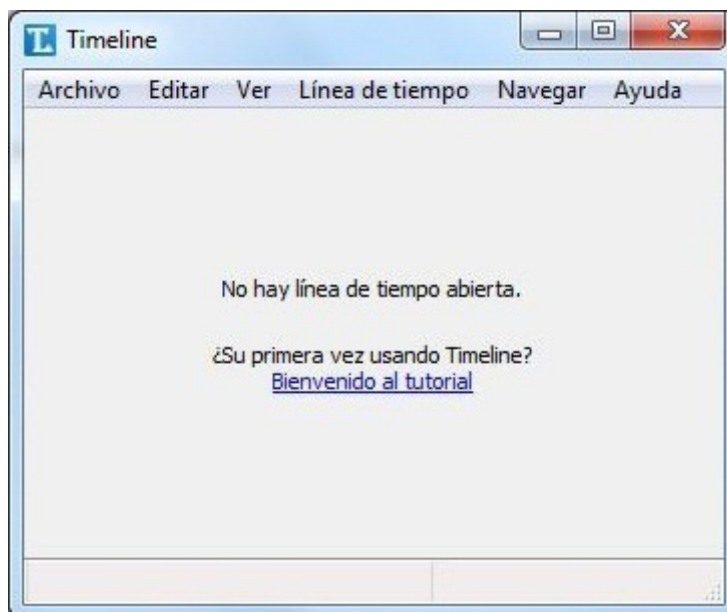 Timeline
Archivo Editar Ver Línea de tiempo Navegar Ayuda
No hay línea de tiempo abierta.
¿Su primera vez usando Timeline?
Bienvenido al tutorial